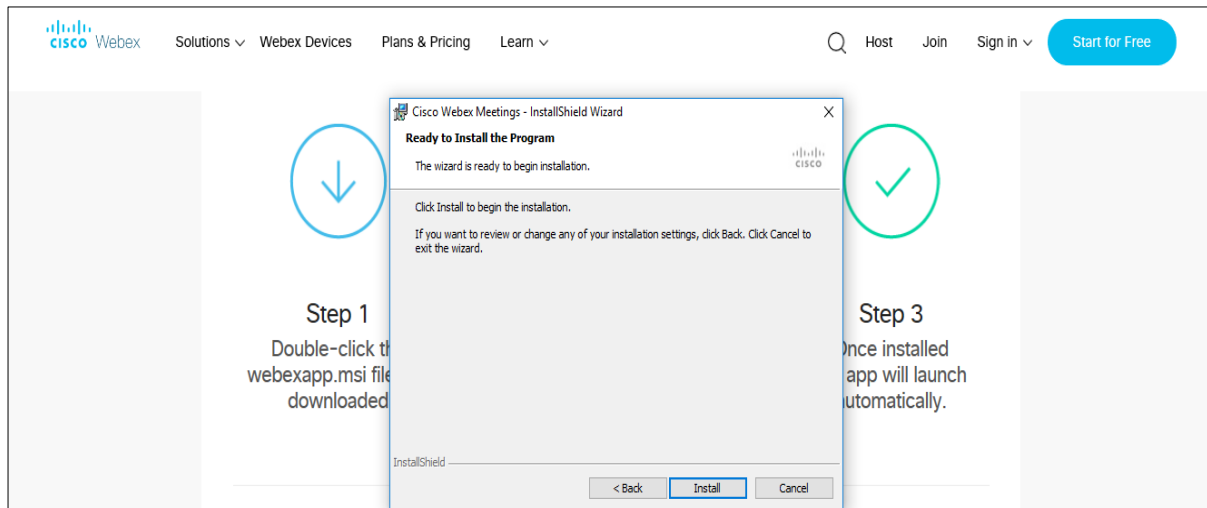 CISCO Webex Solutions Webex Devices Plans & Pricing Learn Host Join Sign in Start for Free
Cisco Webex Meetings - InstallShield Wizard
Ready to Install the Program
The wizard is ready to begin installation.
CISCO
Click Install to begin the installation.
If you want to review or change any of your installation settings, click Back. Click Cancel to
exit the wizard.
Step 1
Double-click
webexapp.msi
downloaded
Step 3
installed
app will launch
InstallShield
< Back Install Cancel